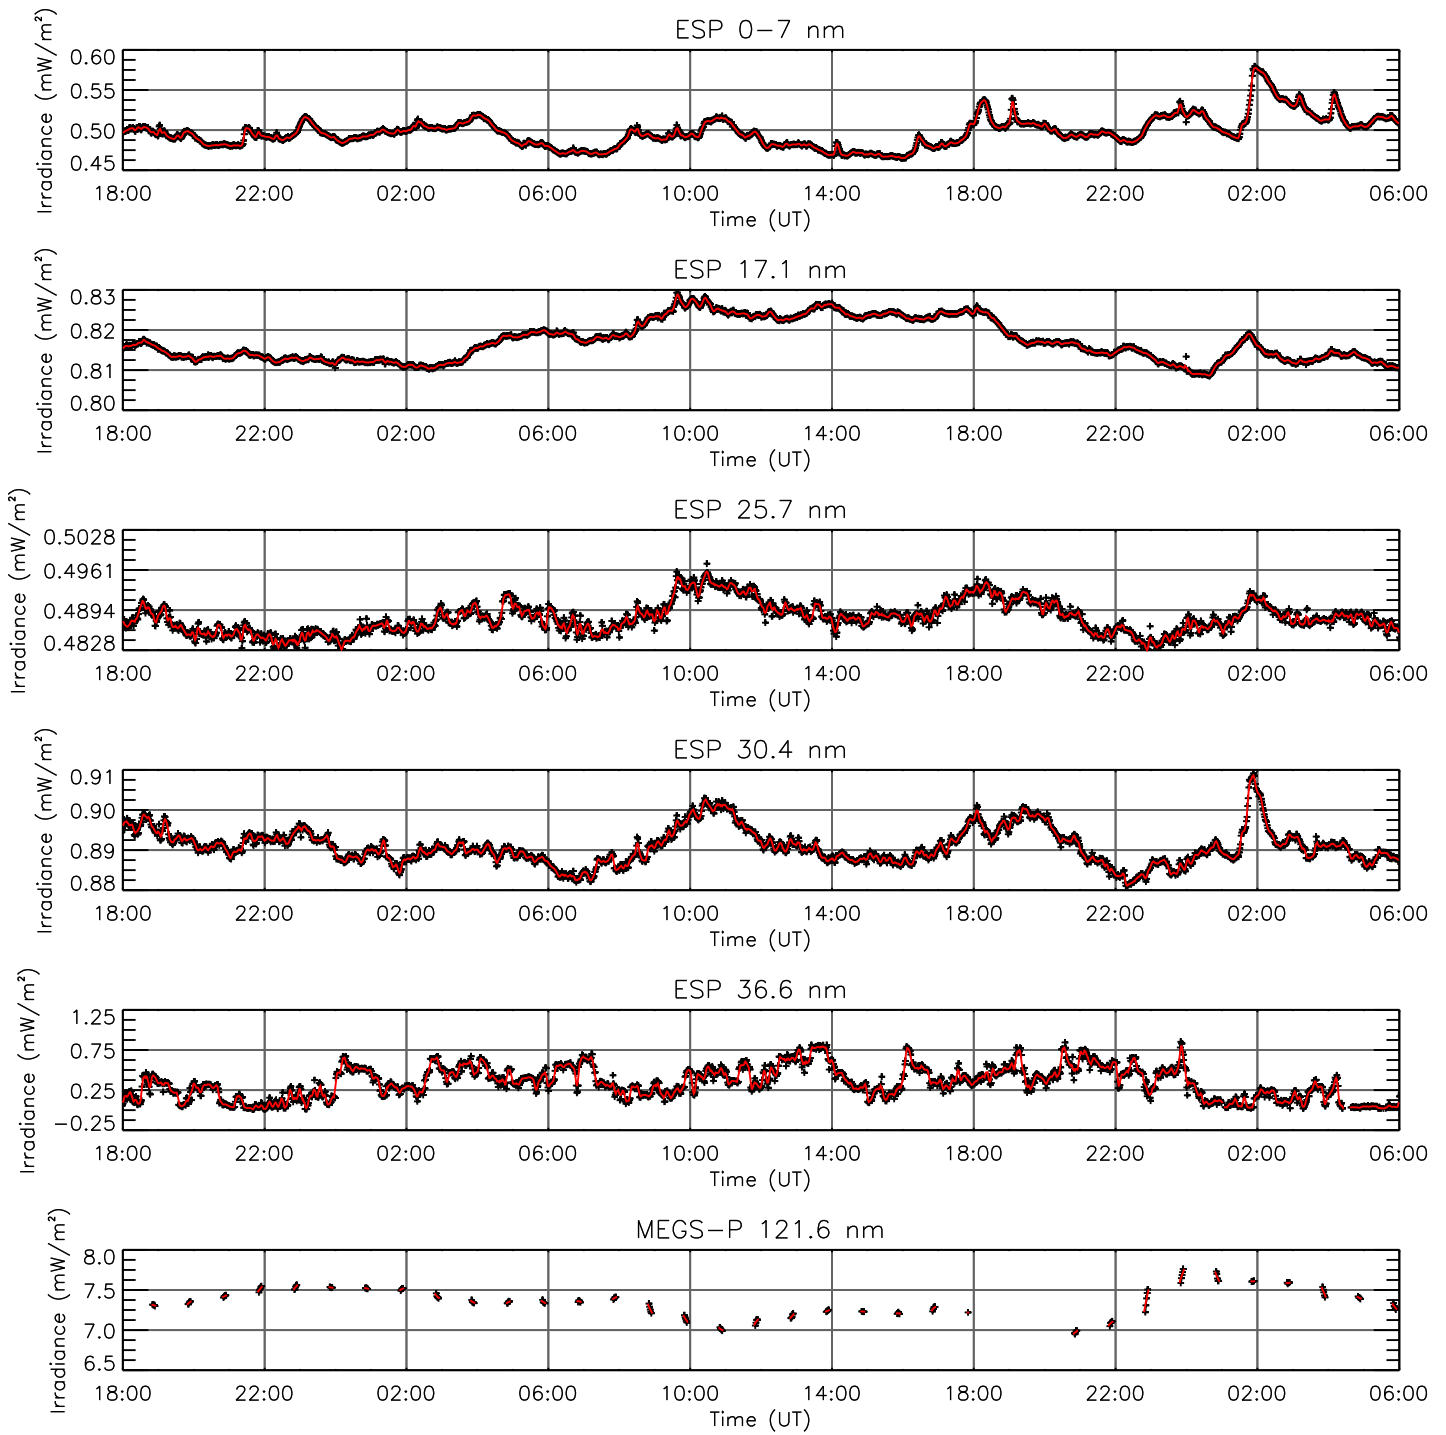 ESP 0-7 nm
Irradiance (mW/m²)
0.60
0.55
0.50
0.45
18:00 22:00 02:00 06:00 10:00 14:00 18:00 22:00 02:00 06:00
Time (UT)
ESP 17.1 nm
Irradiance (mW/m²)
0.83
0.82
0.81
0.80
18:00 22:00 02:00 06:00 10:00 14:00 18:00 22:00 02:00 06:00
Time (UT)
ESP 25.7 nm
Irradiance (mW/m²)
0.5028
0.4961
0.4894
0.4828
18:00 22:00 02:00 06:00 10:00 14:00 18:00 22:00 02:00 06:00
Time (UT)
ESP 30.4 nm
Irradiance (mW/m²)
0.91
0.90
0.89
0.88
18:00 22:00 02:00 06:00 10:00 14:00 18:00 22:00 02:00 06:00
Time (UT)
ESP 36.6 nm
Irradiance (mW/m²)
1.25
0.75
0.25
-0.25
18:00 22:00 02:00 06:00 10:00 14:00 18:00 22:00 02:00 06:00
Time (UT)
MEGS-P 121.6 nm
Irradiance (mW/m²)
8.0
7.5
7.0
6.5
18:00 22:00 02:00 06:00 10:00 14:00 18:00 22:00 02:00 06:00
Time (UT)